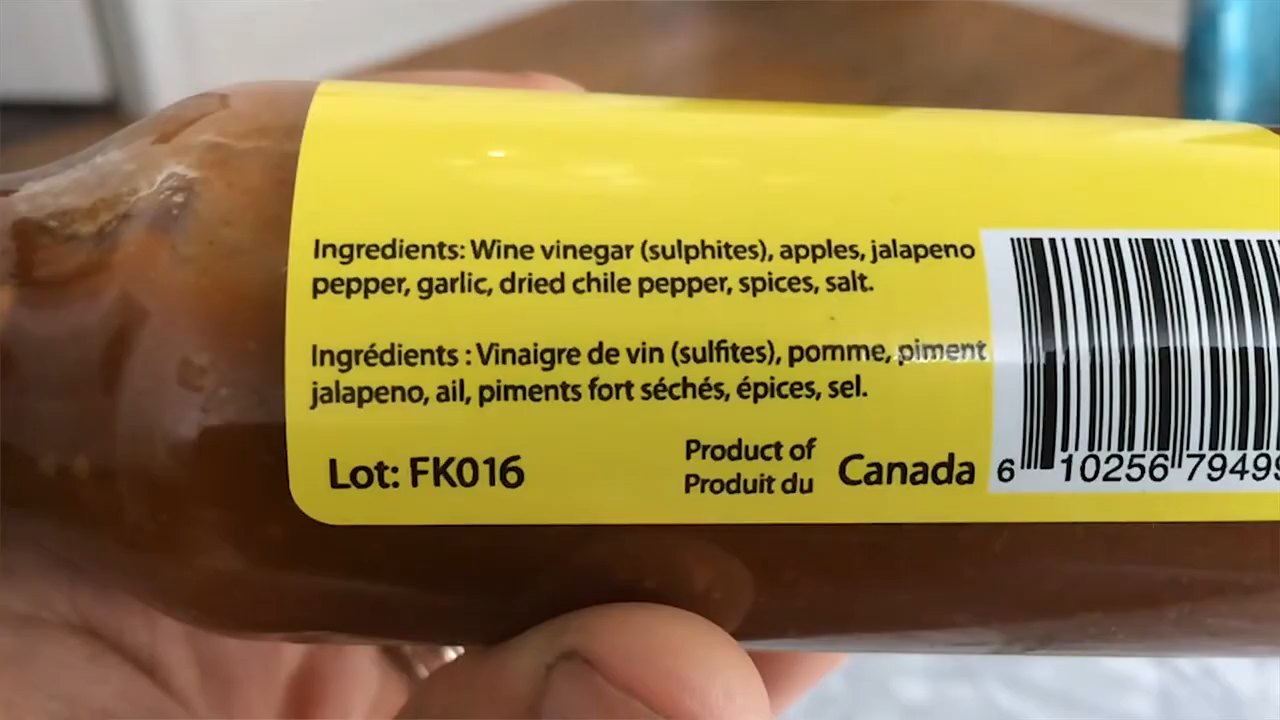 Ingredients: Wine vinegar (sulphites), apples, jalapeno
pepper, garlic, dried chile pepper, spices, salt.
Ingrédients : Vinaigre de vin (sulfites), pomme, piment
jalapeno, ail, piments fort séchés, épices, sel.
Lot: FK016
Product of
Produit du
Canada
6 10256 79499